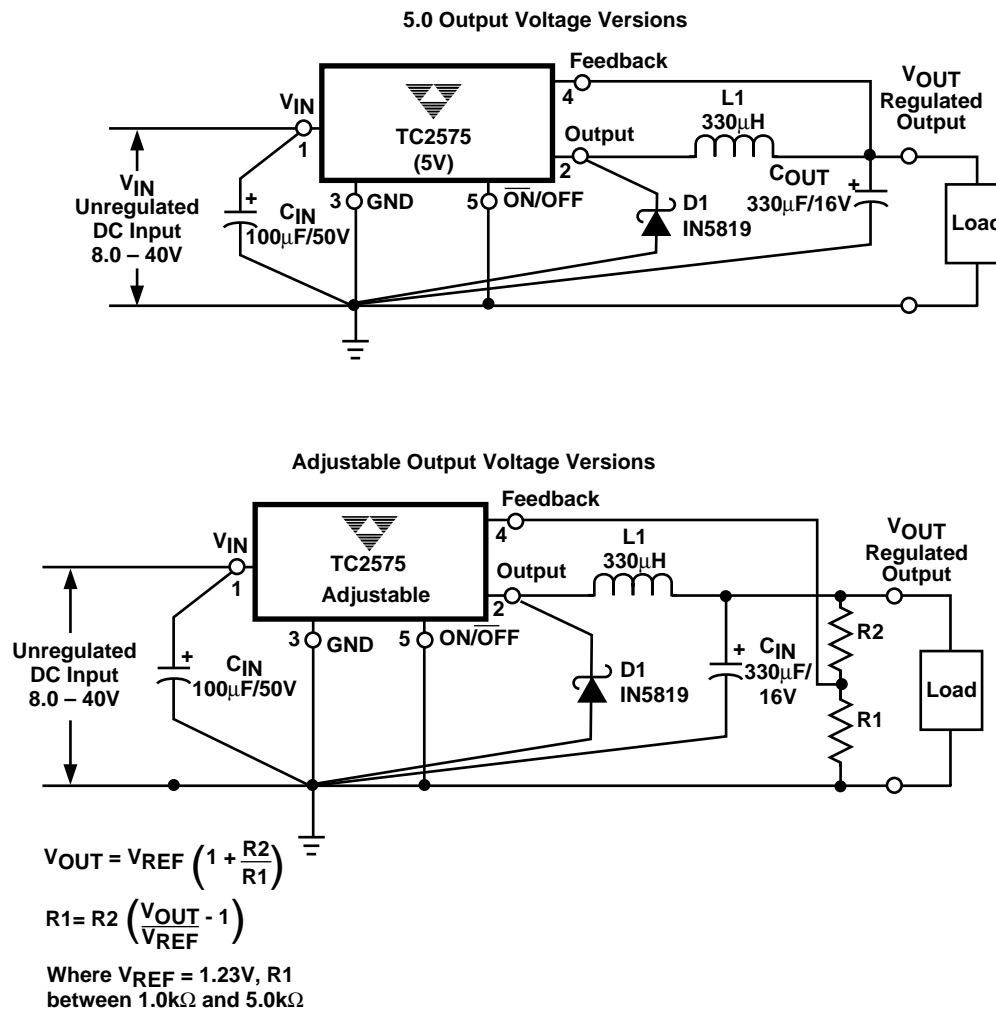 5.0 Output Voltage Versions
Feedback
4
VIN
1
TC2575
(5V)
Output
2
L1
330μH
VOUT
Regulated
Output
VIN
Unregulated
DC Input
8.0 – 40V
+
CIN
100μF/50V
3
GND
5
ON/OFF
D1
IN5819
COUT
330μF/16V
+
Load
Adjustable Output Voltage Versions
Feedback
4
VIN
1
TC2575
Adjustable
Output
2
L1
330μH
VOUT
Regulated
Output
Unregulated
DC Input
8.0 – 40V
+
CIN
100μF/50V
3
GND
5
ON/OFF
D1
IN5819
+
CIN
330μF/
16V
R2
R1
Load
VOUT = VREF (1 + R2/R1)
R1= R2 (VOUT/VREF - 1)
Where VREF = 1.23V, R1
between 1.0kΩ and 5.0kΩ